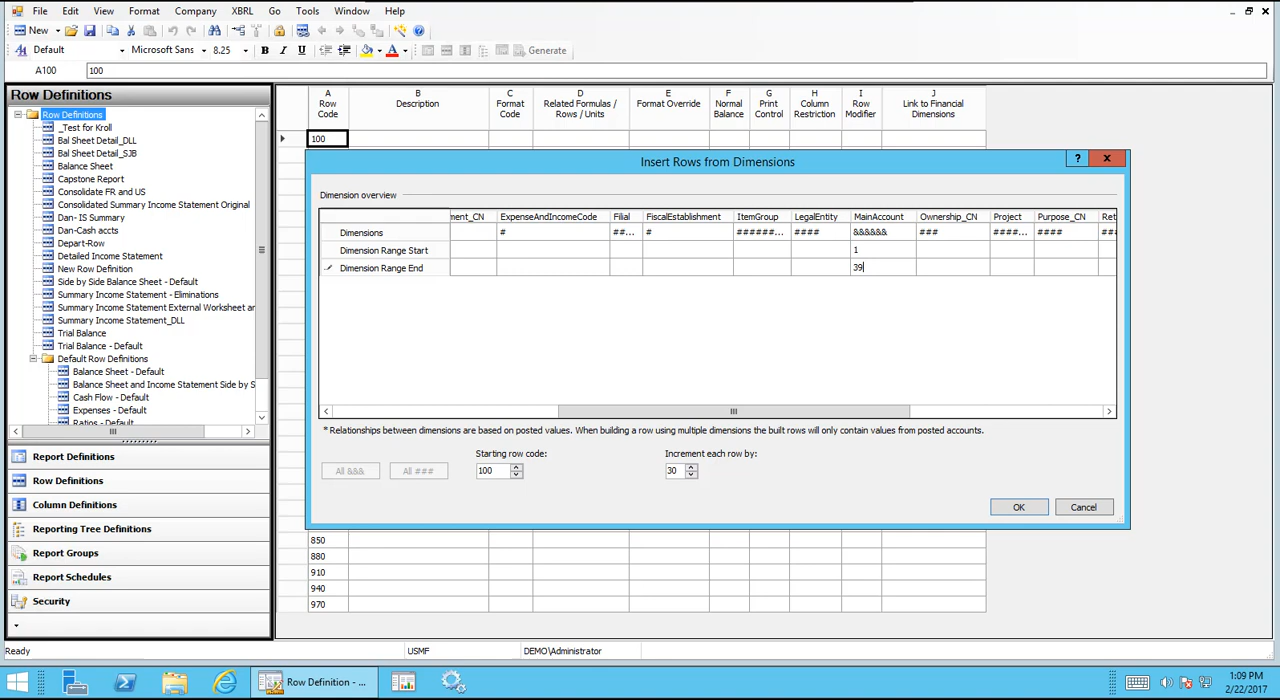 File Edit View Format Company XBRL Go Tools Window Help
New
Default Microsoft Sans 8.25 B I U A Generate
A100 100
Row Definitions
Row Definitions
_Test for Kroll
Bal Sheet Detail_DLL
Bal Sheet Detail_SJB
Balance Sheet
Capstone Report
Consolidate FR and US
Consolidated Summary Income Statement Original
Dan- IS Summary
Dan-Cash accts
Depart-Row
Detailed Income Statement
New Row Definition
Side by Side Balance Sheet - Default
Summary Income Statement - Eliminations
Summary Income Statement External Worksheet an
Summary Income Statement_DLL
Trial Balance
Trial Balance - Default
Default Row Definitions
Balance Sheet - Default
Balance Sheet and Income Statement Side by S
Cash Flow - Default
Expenses - Default
Ratios - Default
Report Definitions
Row Definitions
Column Definitions
Reporting Tree Definitions
Report Groups
Report Schedules
Security
A B C D E F G H I J
Row Code
Description
Format Code
Related Formulas / Rows / Units
Format Override
Normal Balance
Print Control
Column Restriction
Row Modifier
Link to Financial Dimensions
100
Insert Rows from Dimensions ? X
Dimension overview
ment_CN ExpenseAndIncomeCode Filial FiscalEstablishment ItemGroup LegalEntity MainAccount Ownership_CN Project Purpose_CN Ret
Dimensions # ##... # ######... #### &&&&&& ### ####... #### ###
Dimension Range Start 1
Dimension Range End 39
* Relationships between dimensions are based on posted values. When building a row using multiple dimensions the built rows will only contain values from posted accounts.
Starting row code: Increment each row by:
All &&& All ### 100 30
OK Cancel
850
880
910
940
970
Ready USMF DEMO\Administrator
Row Definition - ... 1:09 PM
2/22/2017